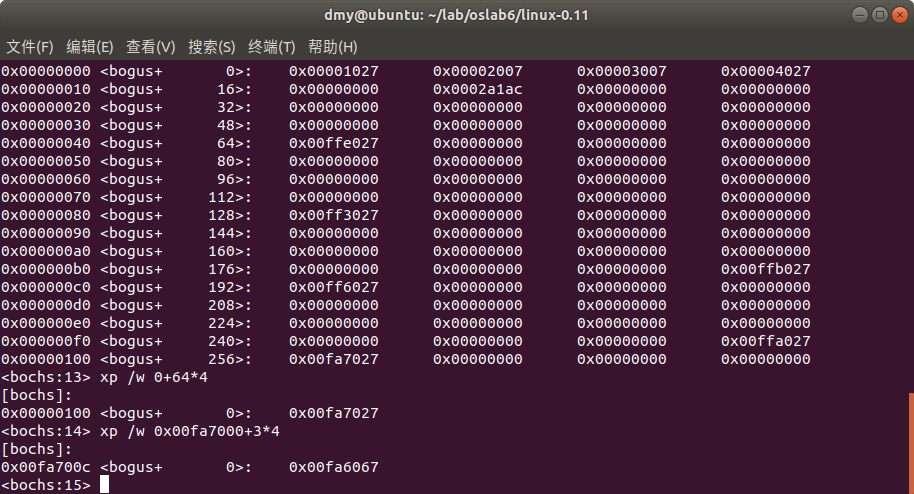 dmy@ubuntu: ~/lab/oslab6/linux-0.11
文件(F) 编辑(E) 查看(V) 搜索(S) 终端(T) 帮助(H)
0x00000000 <bogus+       0>:    0x00001027      0x00002007      0x00003007      0x00004027
0x00000010 <bogus+      16>:    0x00000000      0x0002a1ac      0x00000000      0x00000000
0x00000020 <bogus+      32>:    0x00000000      0x00000000      0x00000000      0x00000000
0x00000030 <bogus+      48>:    0x00000000      0x00000000      0x00000000      0x00000000
0x00000040 <bogus+      64>:    0x00ffe027      0x00000000      0x00000000      0x00000000
0x00000050 <bogus+      80>:    0x00000000      0x00000000      0x00000000      0x00000000
0x00000060 <bogus+      96>:    0x00000000      0x00000000      0x00000000      0x00000000
0x00000070 <bogus+     112>:    0x00000000      0x00000000      0x00000000      0x00000000
0x00000080 <bogus+     128>:    0x00ff3027      0x00000000      0x00000000      0x00000000
0x00000090 <bogus+     144>:    0x00000000      0x00000000      0x00000000      0x00000000
0x000000a0 <bogus+     160>:    0x00000000      0x00000000      0x00000000      0x00000000
0x000000b0 <bogus+     176>:    0x00000000      0x00000000      0x00000000      0x00ffb027
0x000000c0 <bogus+     192>:    0x00ff6027      0x00000000      0x00000000      0x00000000
0x000000d0 <bogus+     208>:    0x00000000      0x00000000      0x00000000      0x00000000
0x000000e0 <bogus+     224>:    0x00000000      0x00000000      0x00000000      0x00000000
0x000000f0 <bogus+     240>:    0x00000000      0x00000000      0x00000000      0x00ffa027
0x00000100 <bogus+     256>:    0x00fa7027      0x00000000      0x00000000      0x00000000
<bochs:13> xp /w 0+64*4
[bochs]:
0x00000100 <bogus+       0>:    0x00fa7027
<bochs:14> xp /w 0x00fa7000+3*4
[bochs]:
0x00fa700c <bogus+       0>:    0x00fa6067
<bochs:15>